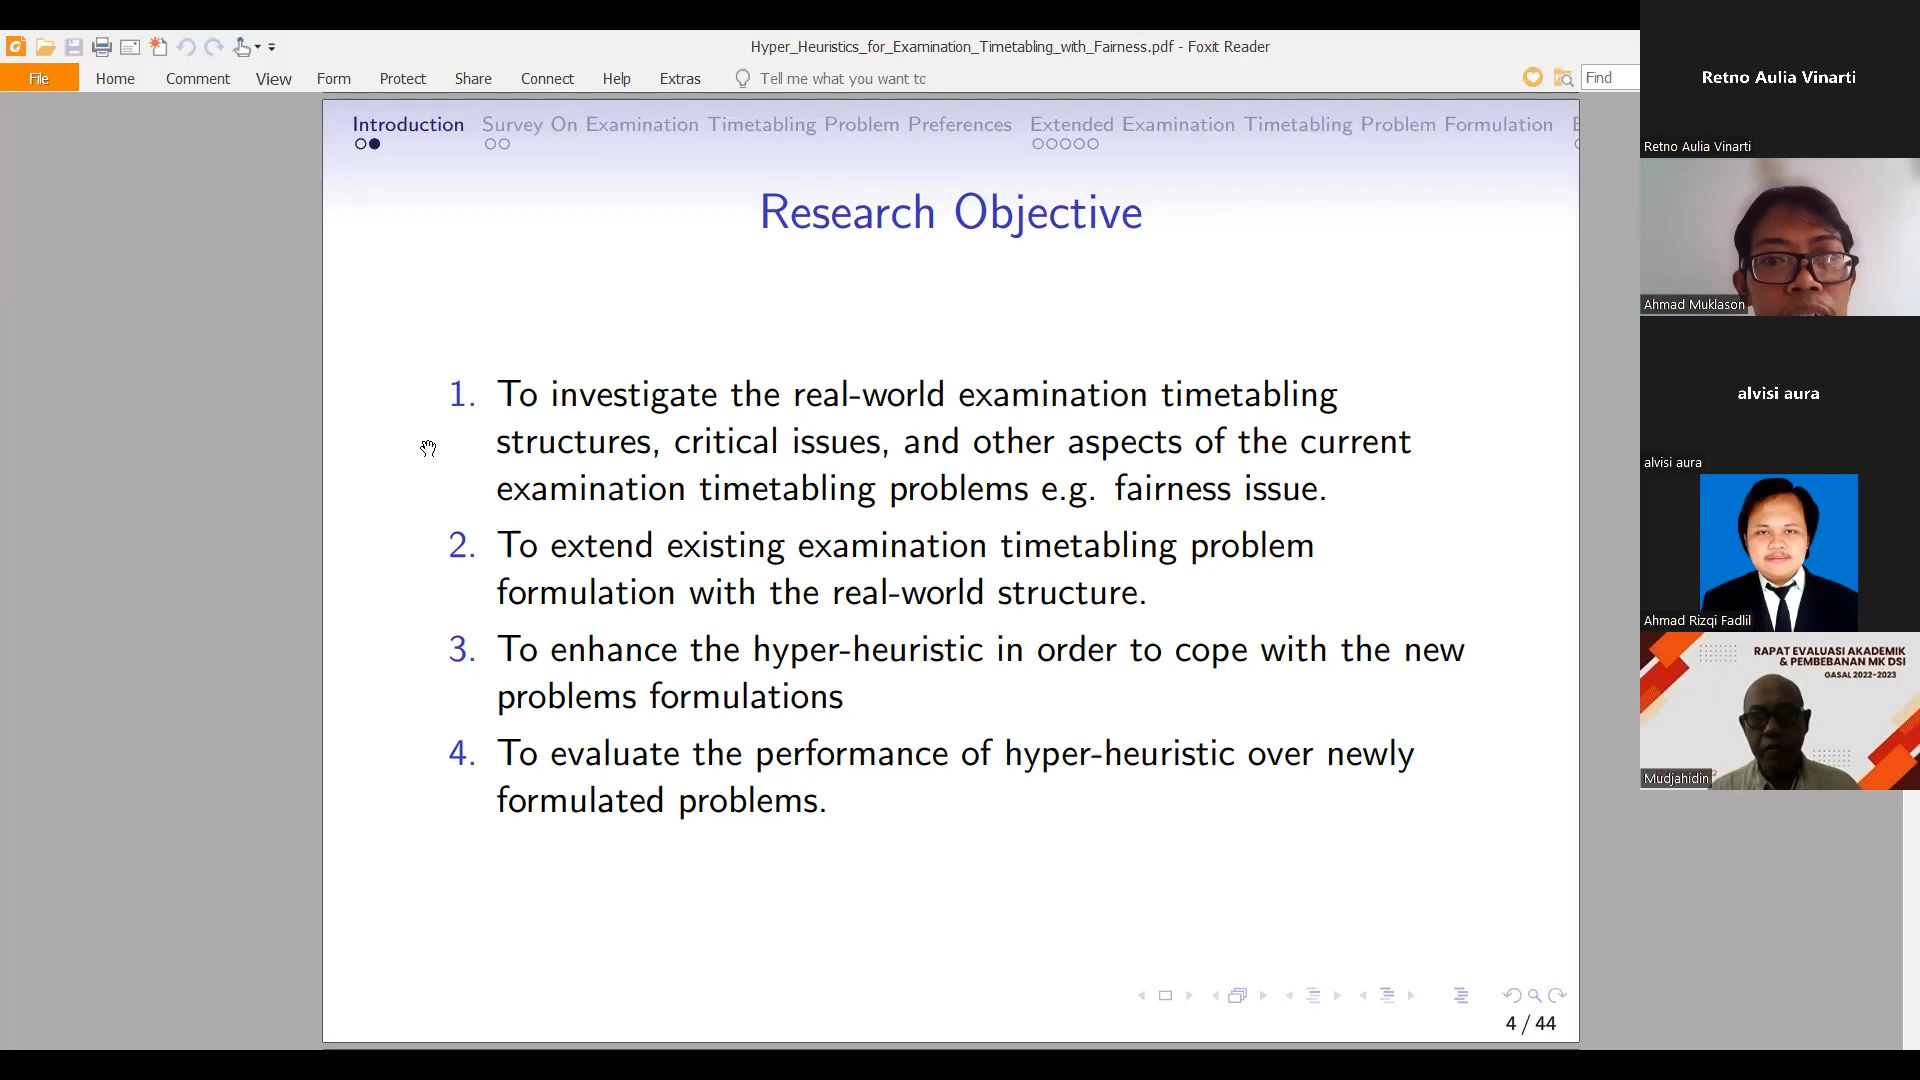 Hyper_Heuristics_for_Examination_Timetabling_with_Fairness.pdf - Foxit Reader
File Home Comment View Form Protect Share Connect Help Extras Tell me what you want to Find
Introduction Survey On Examination Timetabling Problem Preferences Extended Examination Timetabling Problem Formulation
Research Objective
1. To investigate the real-world examination timetabling
structures, critical issues, and other aspects of the current
examination timetabling problems e.g. fairness issue.
2. To extend existing examination timetabling problem
formulation with the real-world structure.
3. To enhance the hyper-heuristic in order to cope with the new
problems formulations
4. To evaluate the performance of hyper-heuristic over newly
formulated problems.
4 / 44
Retno Aulia Vinarti
Retno Aulia Vinarti
Ahmad Muklason
alvisi aura
alvisi aura
Ahmad Rizqi Fadlil
RAPAT EVALUASI AKADEMIK
& PEMBEBANAN MK DSI
GASAL 2022-2023
Mudjahidin